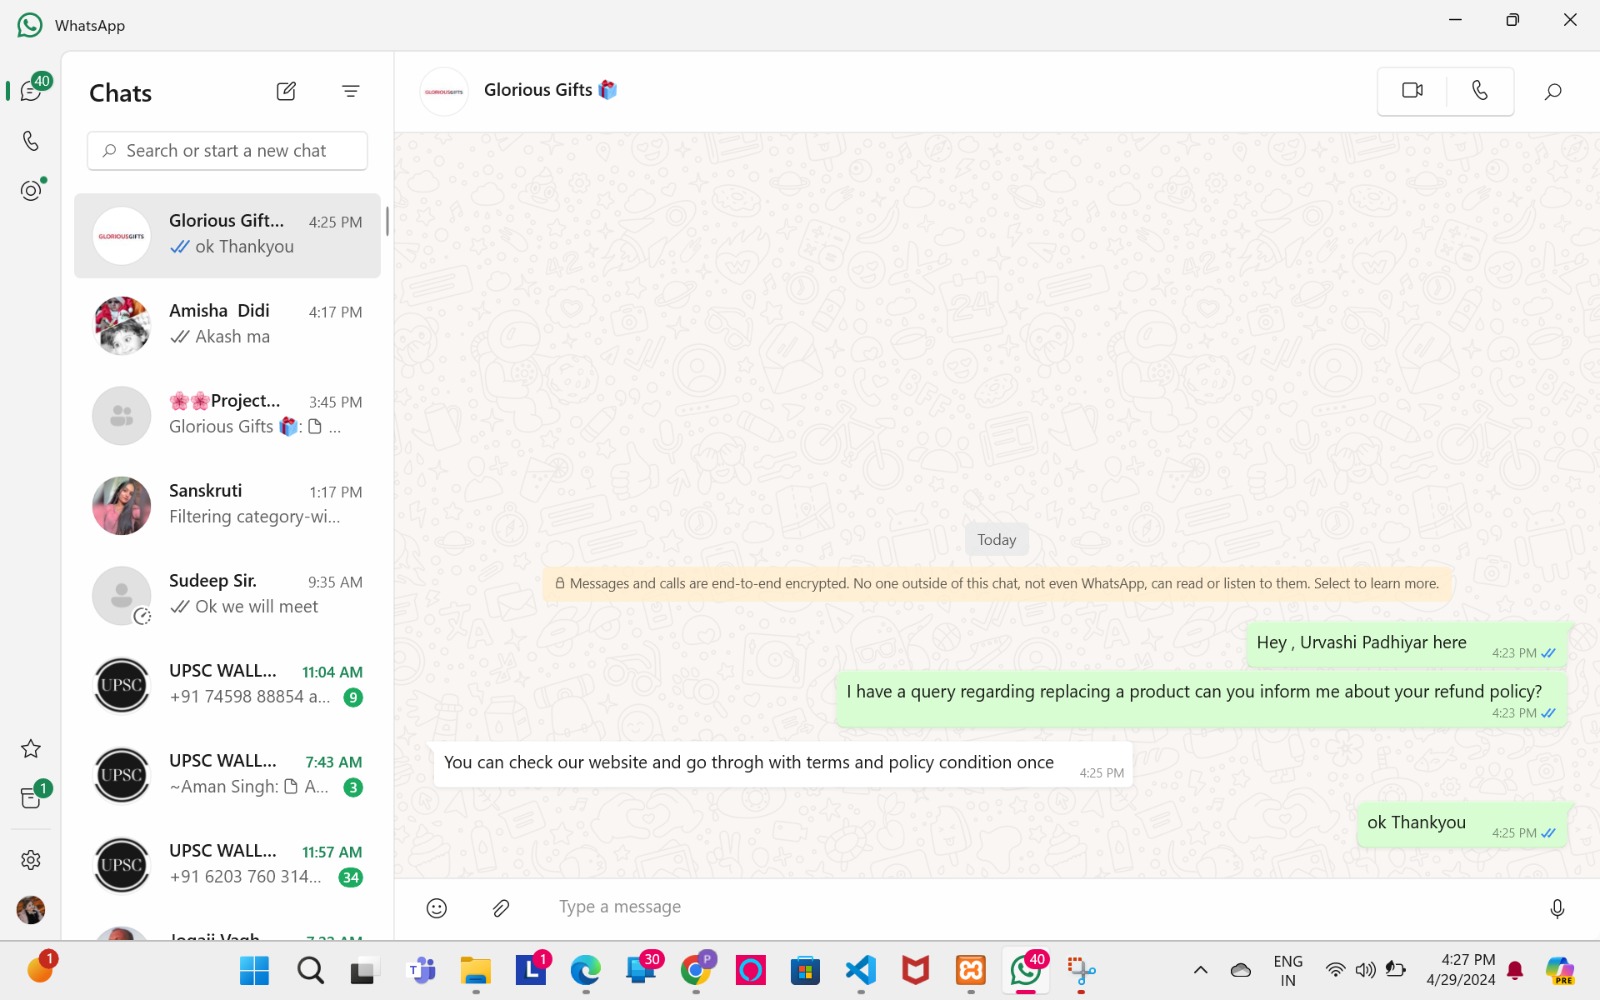 WhatsApp
40
Chats
Search or start a new chat
GLORIOUSGIFTS
Glorious Gift...
4:25 PM
ok Thankyou
Amisha Didi
4:17 PM
Akash ma
🌸🌸Project...
3:45 PM
Glorious Gifts 🎁: ...
Sanskruti
1:17 PM
Filtering category-wi...
Sudeep Sir.
9:35 AM
Ok we will meet
UPSC
UPSC WALL...
11:04 AM
+91 74598 88854 a...
9
UPSC
UPSC WALL...
7:43 AM
~Aman Singh: A...
3
UPSC
UPSC WALL...
11:57 AM
+91 6203 760 314...
34
1
GLORIOUSGIFTS
Glorious Gifts 🎁
Today
Messages and calls are end-to-end encrypted. No one outside of this chat, not even WhatsApp, can read or listen to them. Select to learn more.
Hey , Urvashi Padhiyar here
4:23 PM
I have a query regarding replacing a product can you inform me about your refund policy?
4:23 PM
You can check our website and go throgh with terms and policy condition once
4:25 PM
ok Thankyou
4:25 PM
Type a message
1
T
L
1
30
P
40
ENG
IN
4:27 PM
4/29/2024
PRE